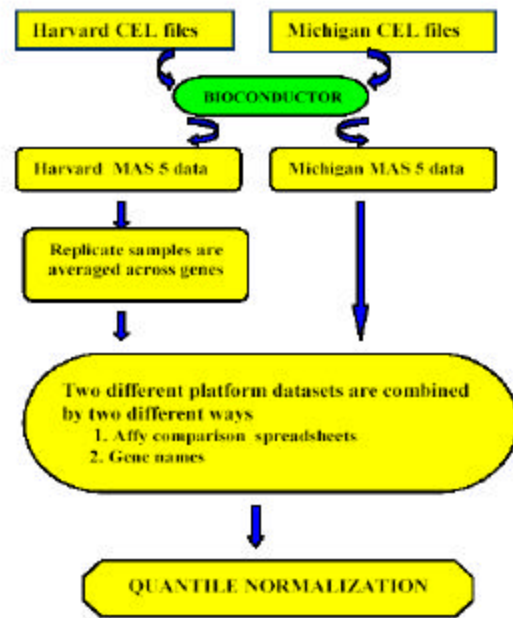 Harvard CEL files
Michigan CEL files
BIOCONDUCTOR
Harvard MAS 5 data
Michigan MAS 5 data
Replicate samples are
averaged across genes
Two different platform datasets are combined
by two different ways
1. Affy comparison spreadsheets
2. Gene names
QUANTILE NORMALIZATION